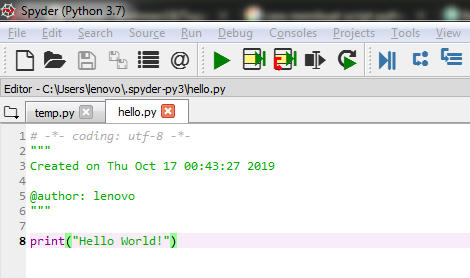 Spyder (Python 3.7)
File Edit Search Source Run Debug Consoles Projects Tools View
Editor - C:\Users\lenovo\.spyder-py3\hello.py
temp.py hello.py
1 # -*- coding: utf-8 -*-
2 """
3 Created on Thu Oct 17 00:43:27 2019
4
5 @author: lenovo
6 """
7
8 print("Hello World!")